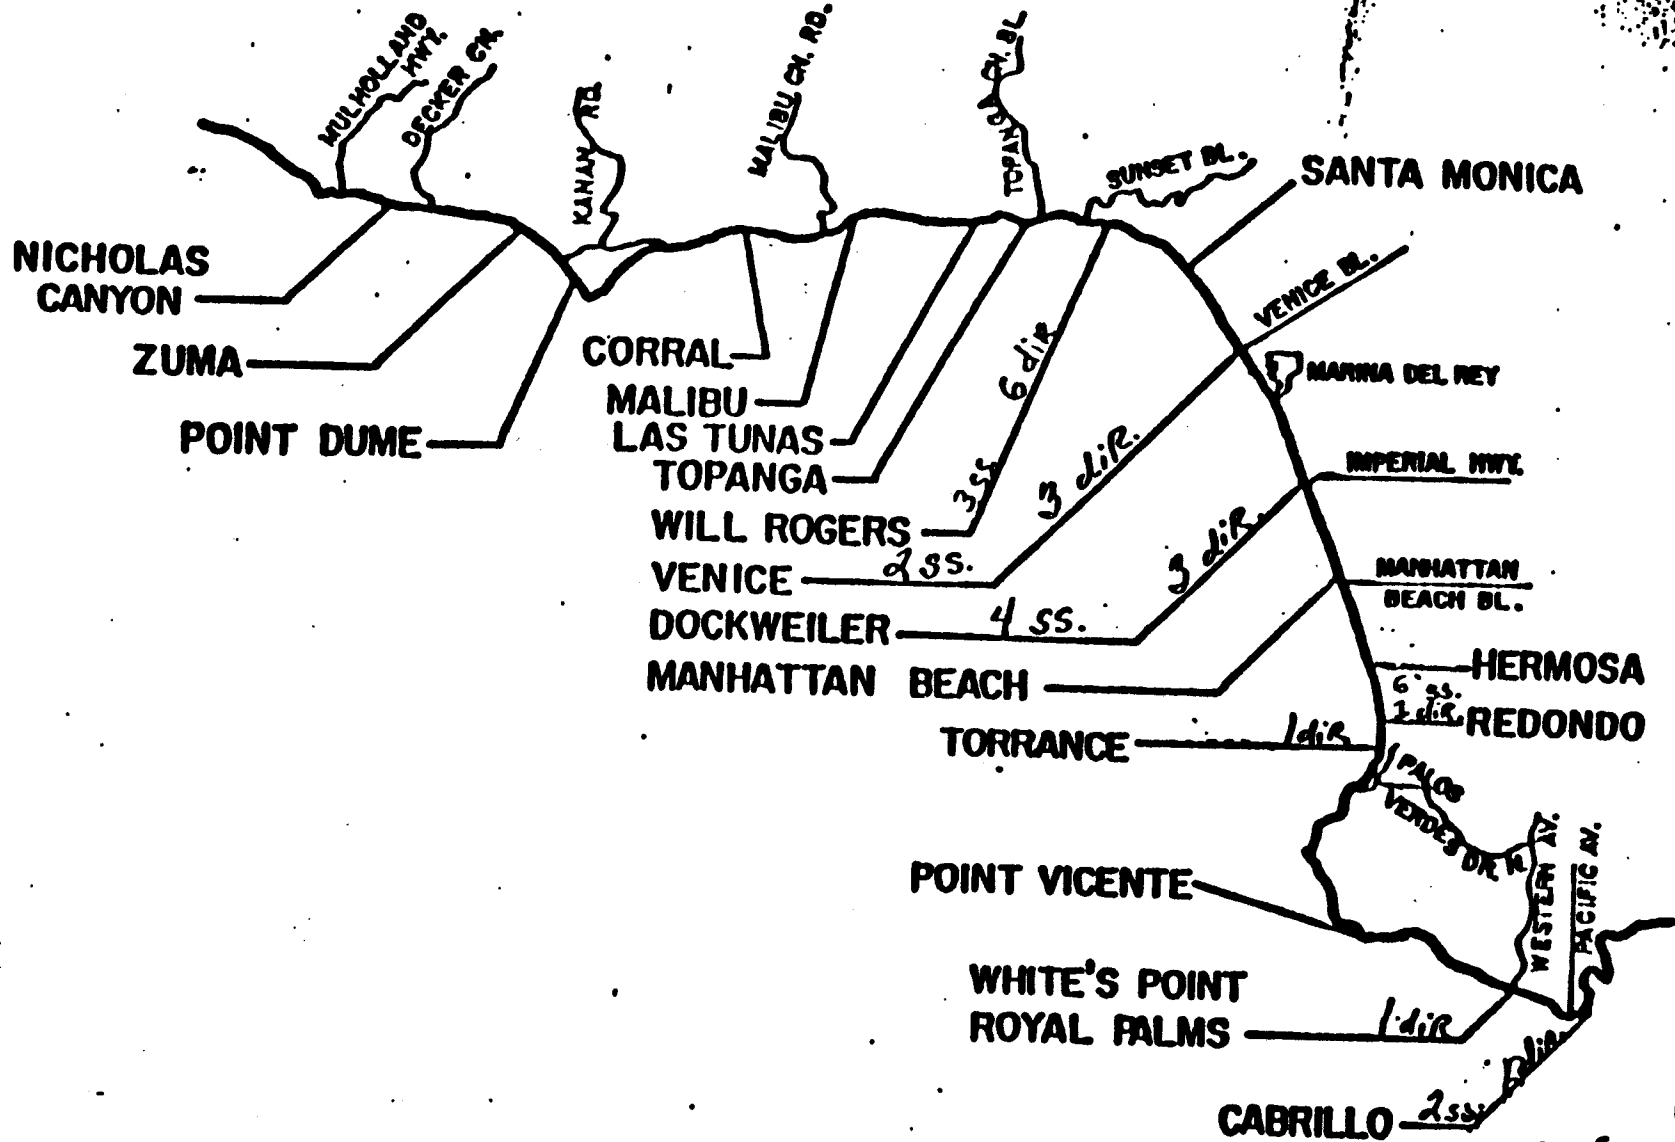 MULHOLLAND
HWY.
DECKER CN.
KANAN RD.
MALIBU CN. RD.
TOPANGA CN. BL.
SUNSET BL.
SANTA MONICA
NICHOLAS
CANYON
ZUMA
POINT DUME
CORRAL
MALIBU
LAS TUNAS
TOPANGA
WILL ROGERS
3 SS
6 diR
VENICE
2 SS.
3 diR.
DOCKWEILER
4 SS.
3 diR.
MANHATTAN BEACH
VENICE BL.
MARINA DEL REY
IMPERIAL HWY.
MANHATTAN
BEACH BL.
HERMOSA
6 SS.
1 diR
REDONDO
TORRANCE
1 diR
PALOS
VERDES DR. N.
WESTERN AV.
PACIFIC AV.
POINT VICENTE
WHITE'S POINT
ROYAL PALMS
1 diR
CABRILLO
2 SS.